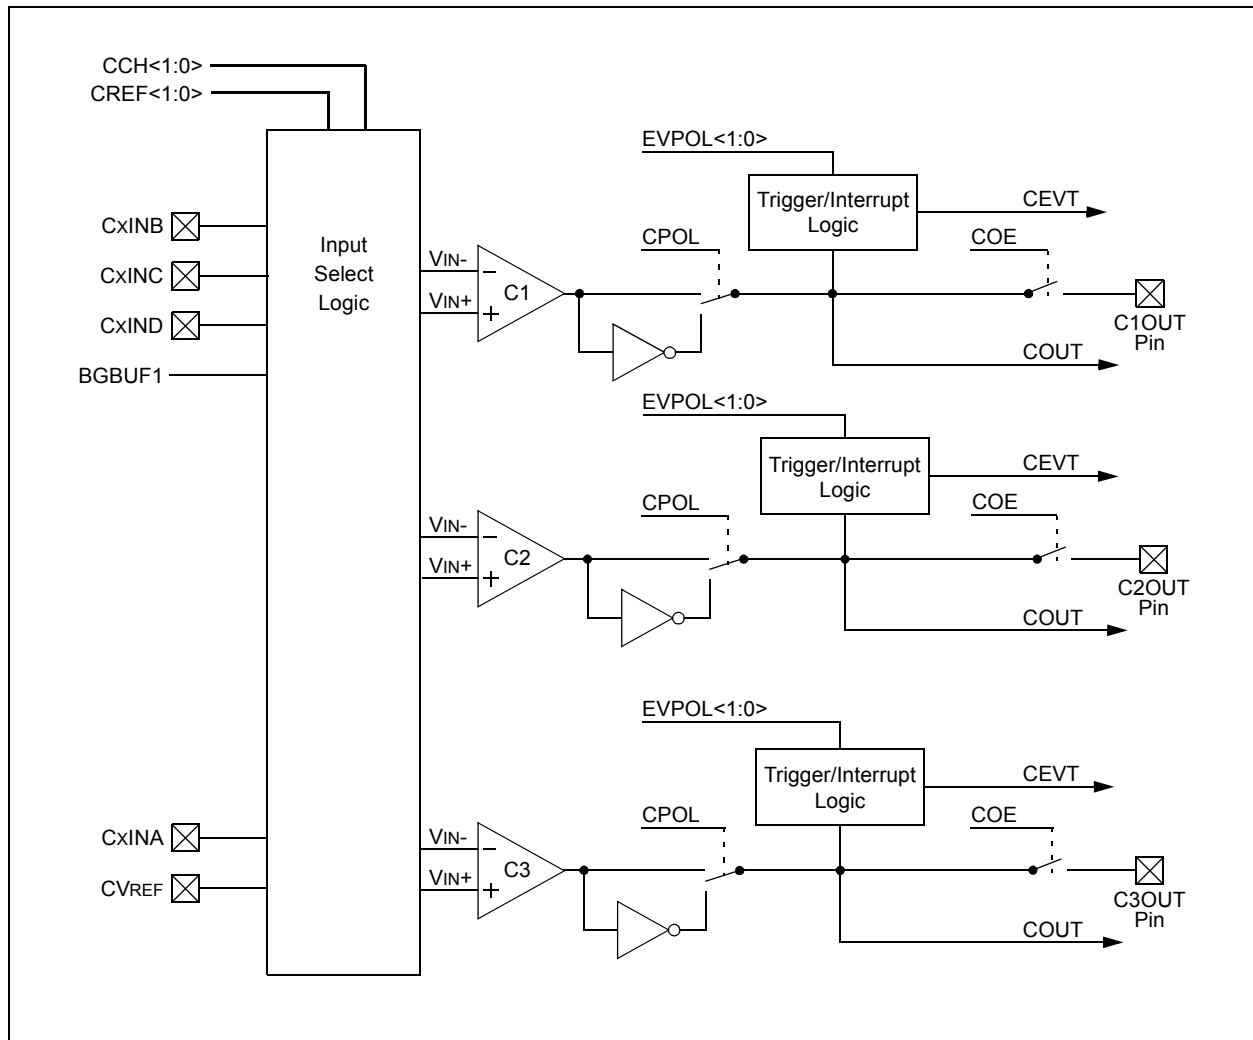 CCH<1:0>
CREF<1:0>
EVPOL<1:0>
Trigger/Interrupt
Logic
CEVT
CxINB
Input
Select
Logic
CPOL
COE
CxINC
VIN-
VIN+
C1
CxIND
C1OUT
Pin
COUT
BGBUF1
EVPOL<1:0>
Trigger/Interrupt
Logic
CEVT
CPOL
COE
VIN-
VIN+
C2
C2OUT
Pin
COUT
EVPOL<1:0>
Trigger/Interrupt
Logic
CEVT
CPOL
COE
CxINA
VIN-
VIN+
C3
CVREF
C3OUT
Pin
COUT